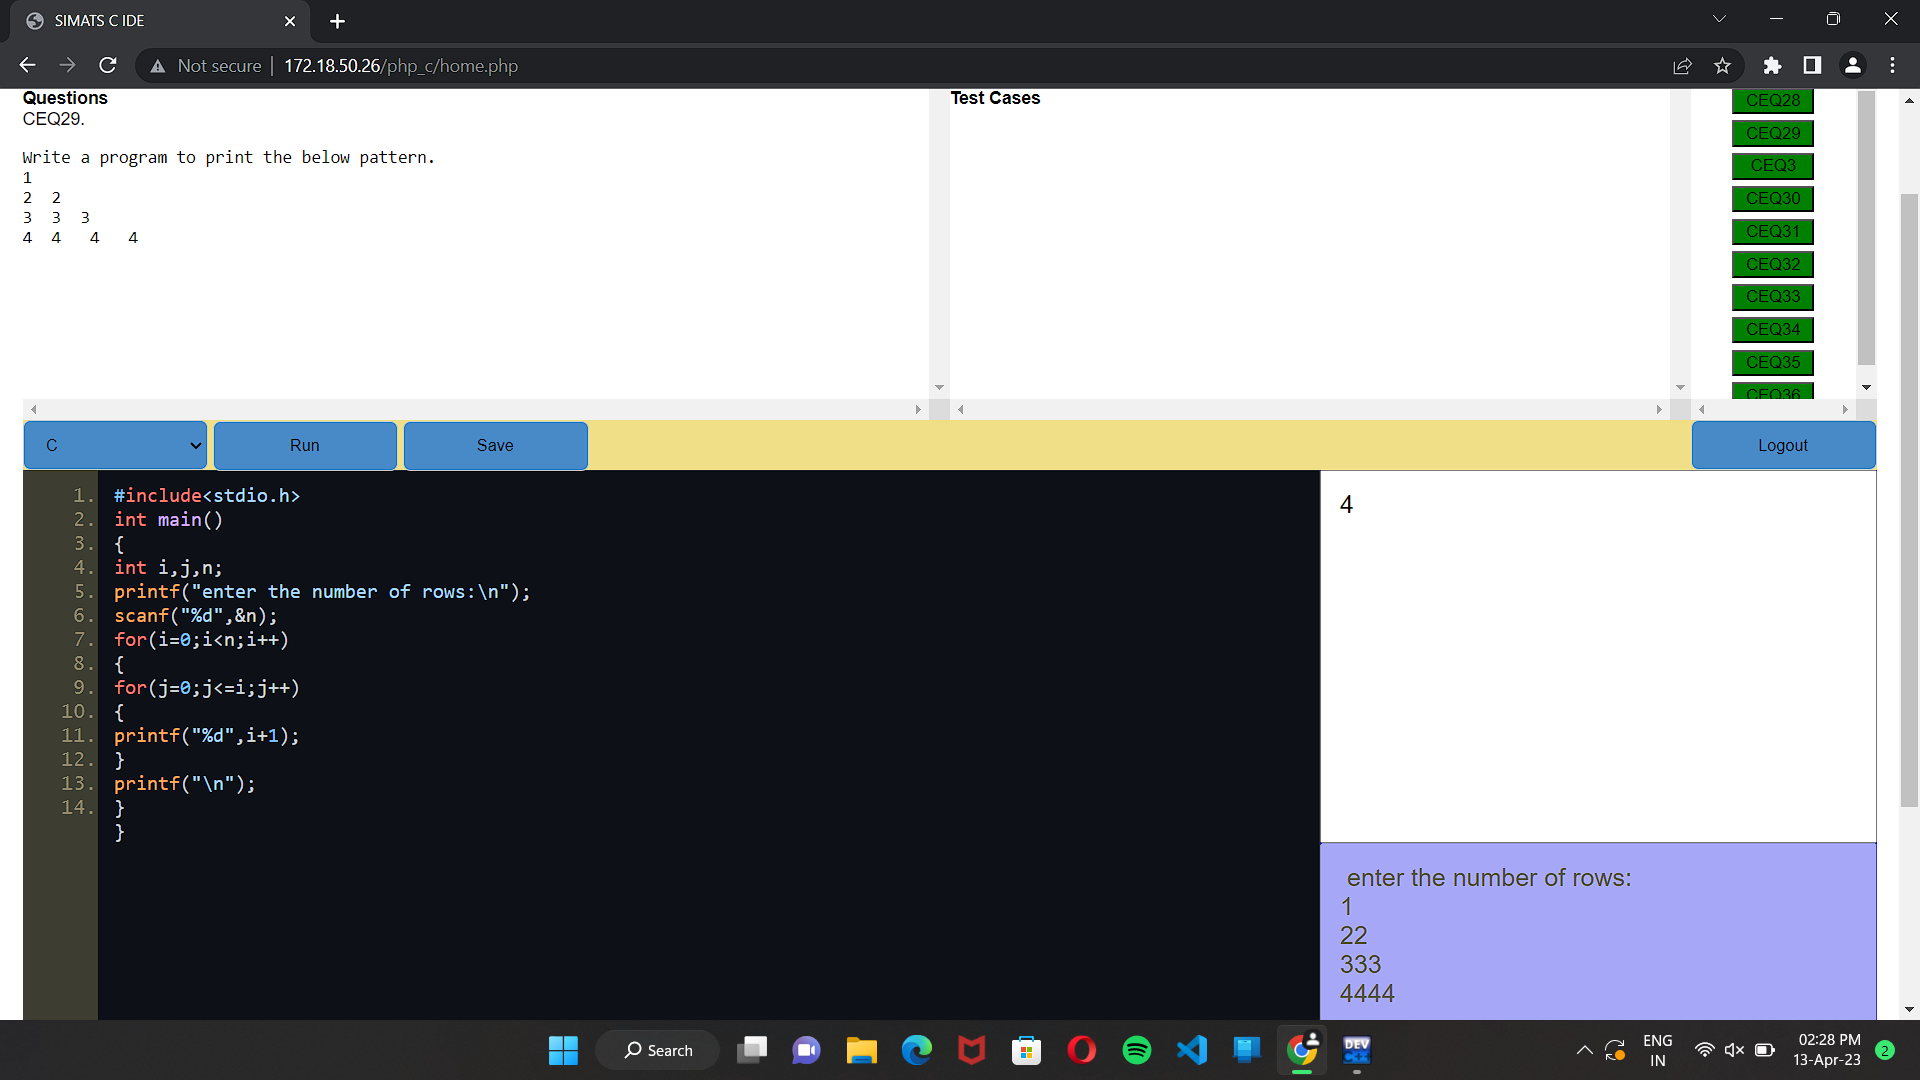 SIMATS C IDE
Not secure
172.18.50.26/php_c/home.php
Questions
CEQ29.
Write a program to print the below pattern.
1
2  2
3  3  3
4  4   4   4
Test Cases
CEQ28
CEQ29
CEQ3
CEQ30
CEQ31
CEQ32
CEQ33
CEQ34
CEQ35
CEQ36
C
Run
Save
Logout
1. #include<stdio.h>
2. int main()
3. {
4. int i,j,n;
5. printf("enter the number of rows:\n");
6. scanf("%d",&n);
7. for(i=0;i<n;i++)
8. {
9. for(j=0;j<=i;j++)
10. {
11. printf("%d",i+1);
12. }
13. printf("\n");
14. }
}
4
enter the number of rows:
1
22
333
4444
Search
DEV
C++
ENG
IN
02:28 PM
13-Apr-23
2